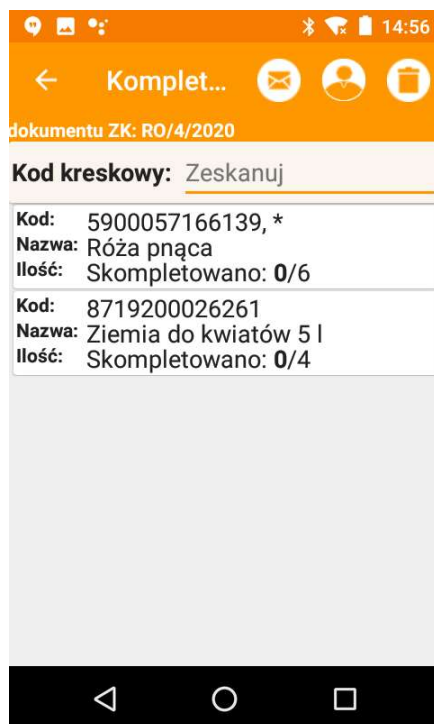 14:56
Komplet...
dokumentu ZK: RO/4/2020
Kod kreskowy: Zeskanuj
Kod: 5900057166139, *
Nazwa: Róża pnąca
Ilość: Skompletowano: 0/6
Kod: 8719200026261
Nazwa: Ziemia do kwiatów 5 l
Ilość: Skompletowano: 0/4